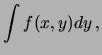 ∫ f(x, y)dy ,